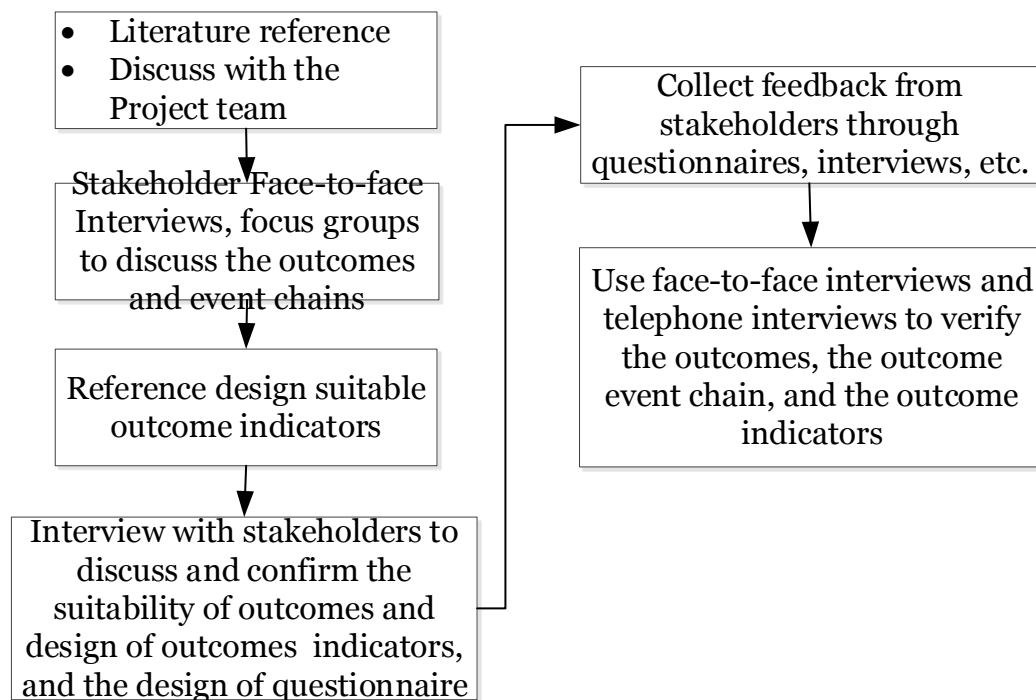 • Literature reference
• Discuss with the
Project team
Stakeholder Face-to-face
Interviews, focus groups
to discuss the outcomes
and event chains
Reference design suitable
outcome indicators
Interview with stakeholders to
discuss and confirm the
suitability of outcomes and
design of outcomes indicators,
and the design of questionnaire
Collect feedback from
stakeholders through
questionnaires, interviews, etc.
Use face-to-face interviews and
telephone interviews to verify
the outcomes, the outcome
event chain, and the outcome
indicators